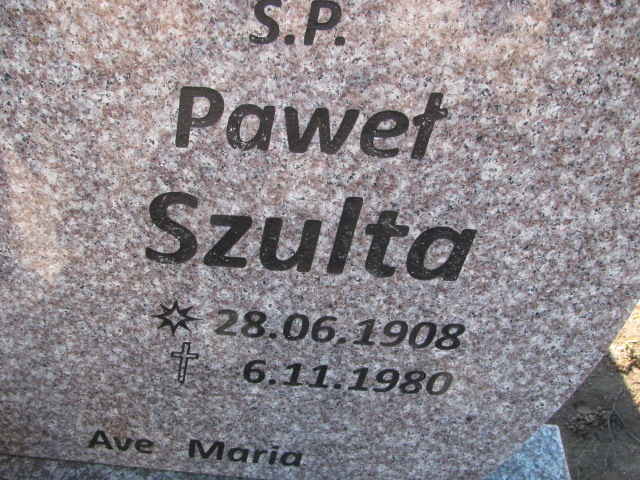 Ś.P.
Paweł
Szulta
28.06.1908
6.11.1980
Ave Maria